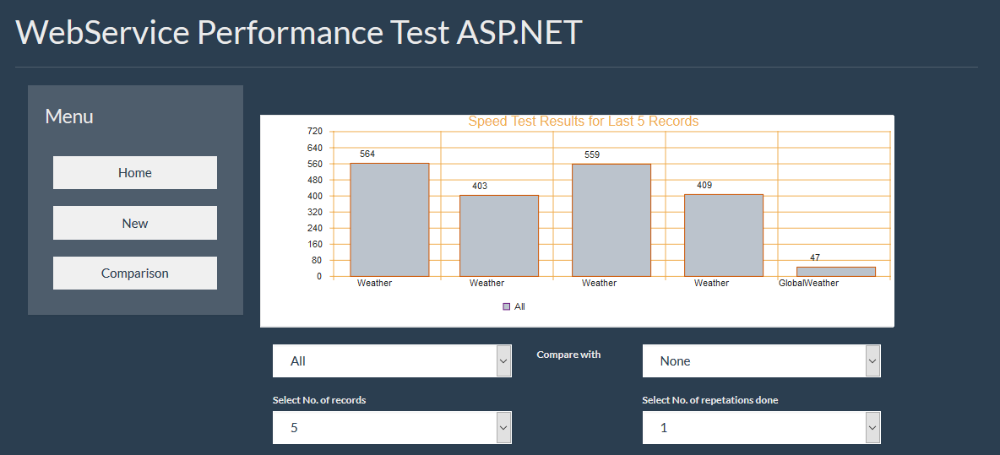 WebService Performance Test ASP.NET
Menu
Home
New
Comparison
Speed Test Results for Last 5 Records
720
640
560
480
400
320
240
160
80
0
564
403
559
409
47
Weather Weather Weather Weather GlobalWeather
All
All
Compare with
None
Select No. of records
Select No. of repetations done
5
1